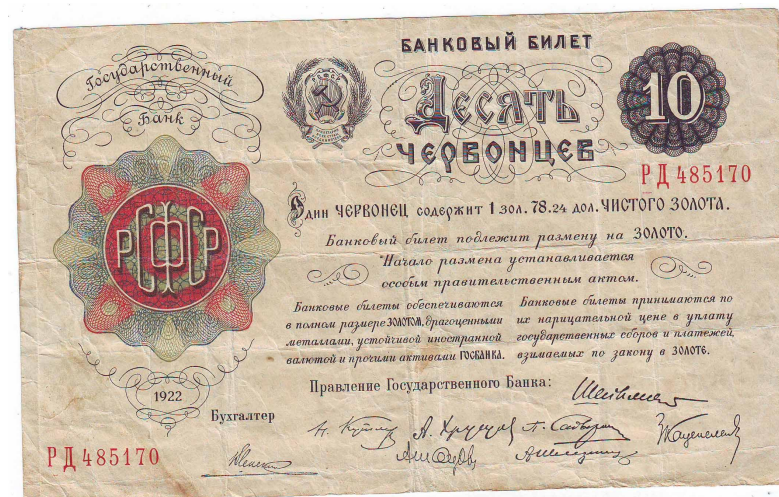 БАНКОВЫЙ БИЛЕТ
Государственный
Банк
ДЕСЯТЬ
ЧЕРВОНЦЕВ
10
РСФСР
РД 485170
Один ЧЕРВОНЕЦ содержит 1 зол. 78.24 дол. ЧИСТОГО ЗОЛОТА.
Банковый билет подлежит размену на ЗОЛОТО.
Начало размена устанавливается
особым правительственным актом.
Банковые билеты обеспечиваются
в полном размере ЗОЛОТОМ, драгоценными
металлами, устойчивой иностранной
валютой и прочими активами ГОСБАНКА.
Банковые билеты принимаются по
их нарицательной цене в уплату
государственных сборов и платежей,
взимаемых по закону в ЗОЛОТЕ.
Правление Государственного Банка:
1922
Бухгалтер
РД 485170